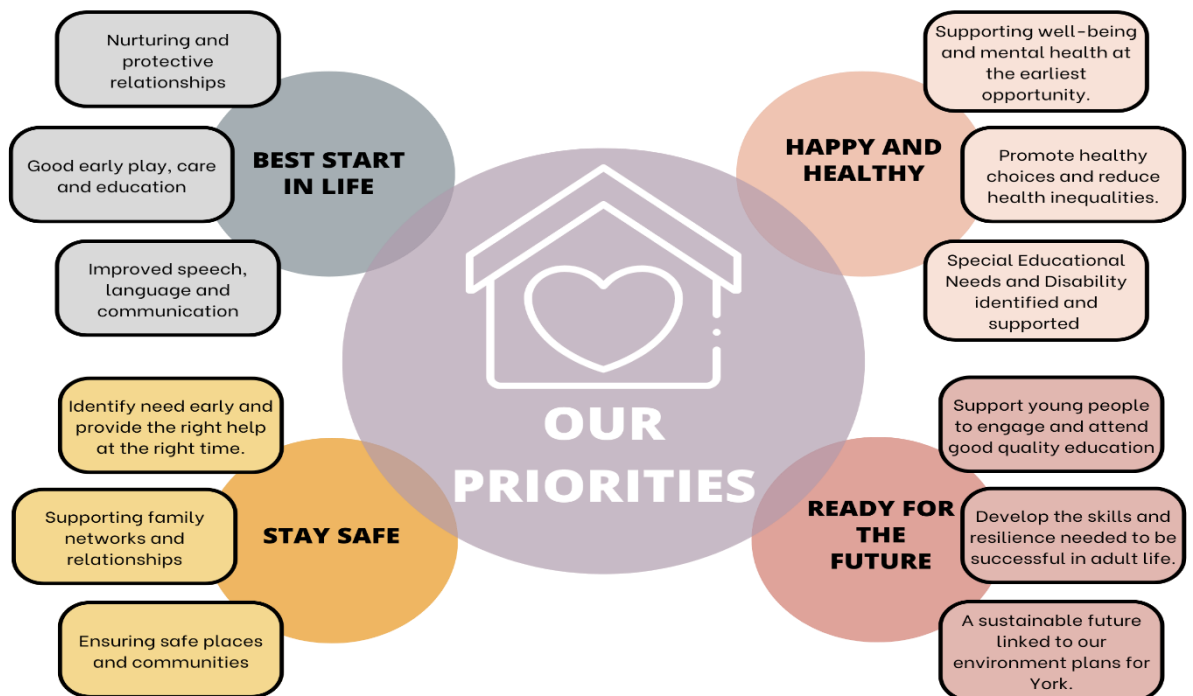 Nurturing and
protective
relationships
Good early play, care
and education
Improved speech,
language and
communication
BEST START
IN LIFE
Supporting well-being
and mental health at
the earliest
opportunity.
Promote healthy
choices and reduce
health inequalities.
Special Educational
Needs and Disability
identified and
supported
HAPPY AND
HEALTHY
OUR
PRIORITIES
Identify need early and
provide the right help
at the right time.
Supporting family
networks and
relationships
Ensuring safe places
and communities
STAY SAFE
Support young people
to engage and attend
good quality education
Develop the skills and
resilience needed to be
successful in adult life.
A sustainable future
linked to our
environment plans for
York.
READY FOR
THE
FUTURE